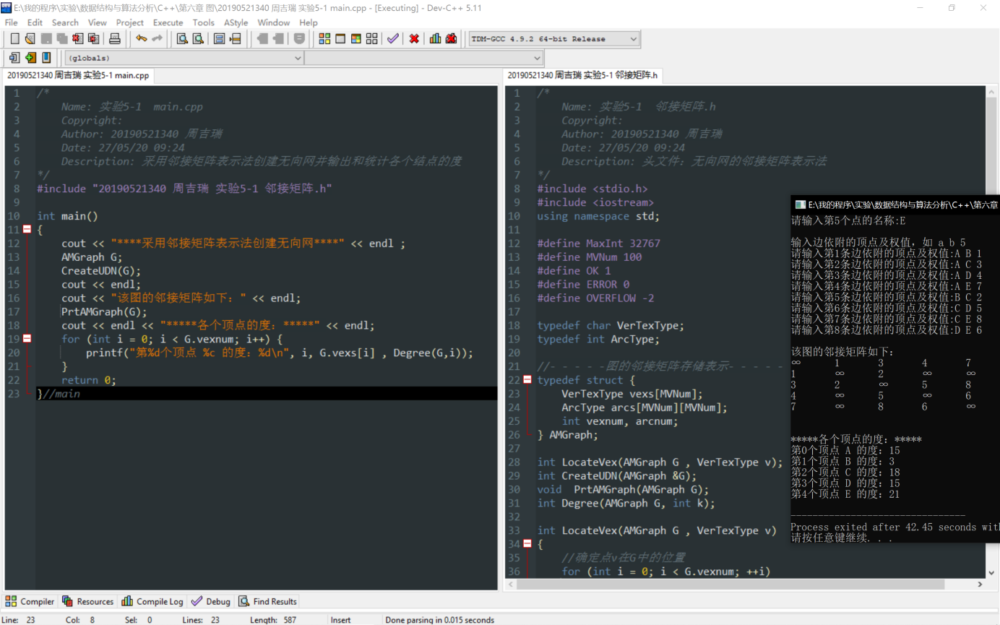 E:\我的程序\实验\数据结构与算法分析\C++\第六章 图\20190521340 周吉瑞 实验5-1 main.cpp - [Executing] - Dev-C++ 5.11
File Edit Search View Project Execute Tools AStyle Window Help
TDM-GCC 4.9.2 64-bit Release
(globals)
20190521340 周吉瑞 实验5-1 main.cpp
1 /*
2 Name: 实验5-1 main.cpp
3 Copyright:
4 Author: 20190521340 周吉瑞
5 Date: 27/05/20 09:24
6 Description: 采用邻接矩阵表示法创建无向网并输出和统计各个结点的度
7 */
8 #include "20190521340 周吉瑞 实验5-1 邻接矩阵.h"
9
10 int main()
11 {
12 cout << "****采用邻接矩阵表示法创建无向网****" << endl ;
13 AMGraph G;
14 CreateUDN(G);
15 cout << endl;
16 cout << "该图的邻接矩阵如下: " << endl;
17 PrtAMGraph(G);
18 cout << endl << "*****各个顶点的度: *****" << endl;
19 for (int i = 0; i < G.vexnum; i++) {
20 printf("第%d个顶点 %c 的度: %d\n", i, G.vexs[i] , Degree(G,i));
21 }
22 return 0;
23 }//main
20190521340 周吉瑞 实验5-1 邻接矩阵.h
1 /*
2 Name: 实验5-1 邻接矩阵.h
3 Copyright:
4 Author: 20190521340 周吉瑞
5 Date: 27/05/20 09:24
6 Description: 头文件: 无向网的邻接矩阵表示法
7 */
8 #include <stdio.h>
9 #include <iostream>
10 using namespace std;
11
12 #define MaxInt 32767
13 #define MVNum 100
14 #define OK 1
15 #define ERROR 0
16 #define OVERFLOW -2
17
18 typedef char VerTexType;
19 typedef int ArcType;
20
21 //- - - - -图的邻接矩阵存储表示- - - - -
22 typedef struct {
23 VerTexType vexs[MVNum];
24 ArcType arcs[MVNum][MVNum];
25 int vexnum, arcnum;
26 } AMGraph;
27
28 int LocateVex(AMGraph G , VerTexType v);
29 int CreateUDN(AMGraph &G);
30 void PrtAMGraph(AMGraph G);
31 int Degree(AMGraph G, int k);
32
33 int LocateVex(AMGraph G , VerTexType v)
34 {
35 //确定点v在G中的位置
36 for (int i = 0; i < G.vexnum; ++i)
E:\我的程序\实验\数据结构与算法分析\C++\第六章
请输入第5个点的名称:E
输入边依附的顶点及权值, 如 a b 5
请输入第1条边依附的顶点及权值:A B 1
请输入第2条边依附的顶点及权值:A C 3
请输入第3条边依附的顶点及权值:A D 4
请输入第4条边依附的顶点及权值:A E 7
请输入第5条边依附的顶点及权值:B C 2
请输入第6条边依附的顶点及权值:C D 5
请输入第7条边依附的顶点及权值:C E 8
请输入第8条边依附的顶点及权值:D E 6
该图的邻接矩阵如下:
∞ 1 3 4 7
1 ∞ 2 ∞ ∞
3 2 ∞ 5 8
4 ∞ 5 ∞ 6
7 ∞ 8 6 ∞
*****各个顶点的度: *****
第0个顶点 A 的度: 15
第1个顶点 B 的度: 3
第2个顶点 C 的度: 18
第3个顶点 D 的度: 15
第4个顶点 E 的度: 21
--------------------------------
Process exited after 42.45 seconds wit
请按任意键继续. . .
Compiler Resources Compile Log Debug Find Results
Line: 23 Col: 8 Sel: 0 Lines: 23 Length: 587 Insert Done parsing in 0.015 seconds